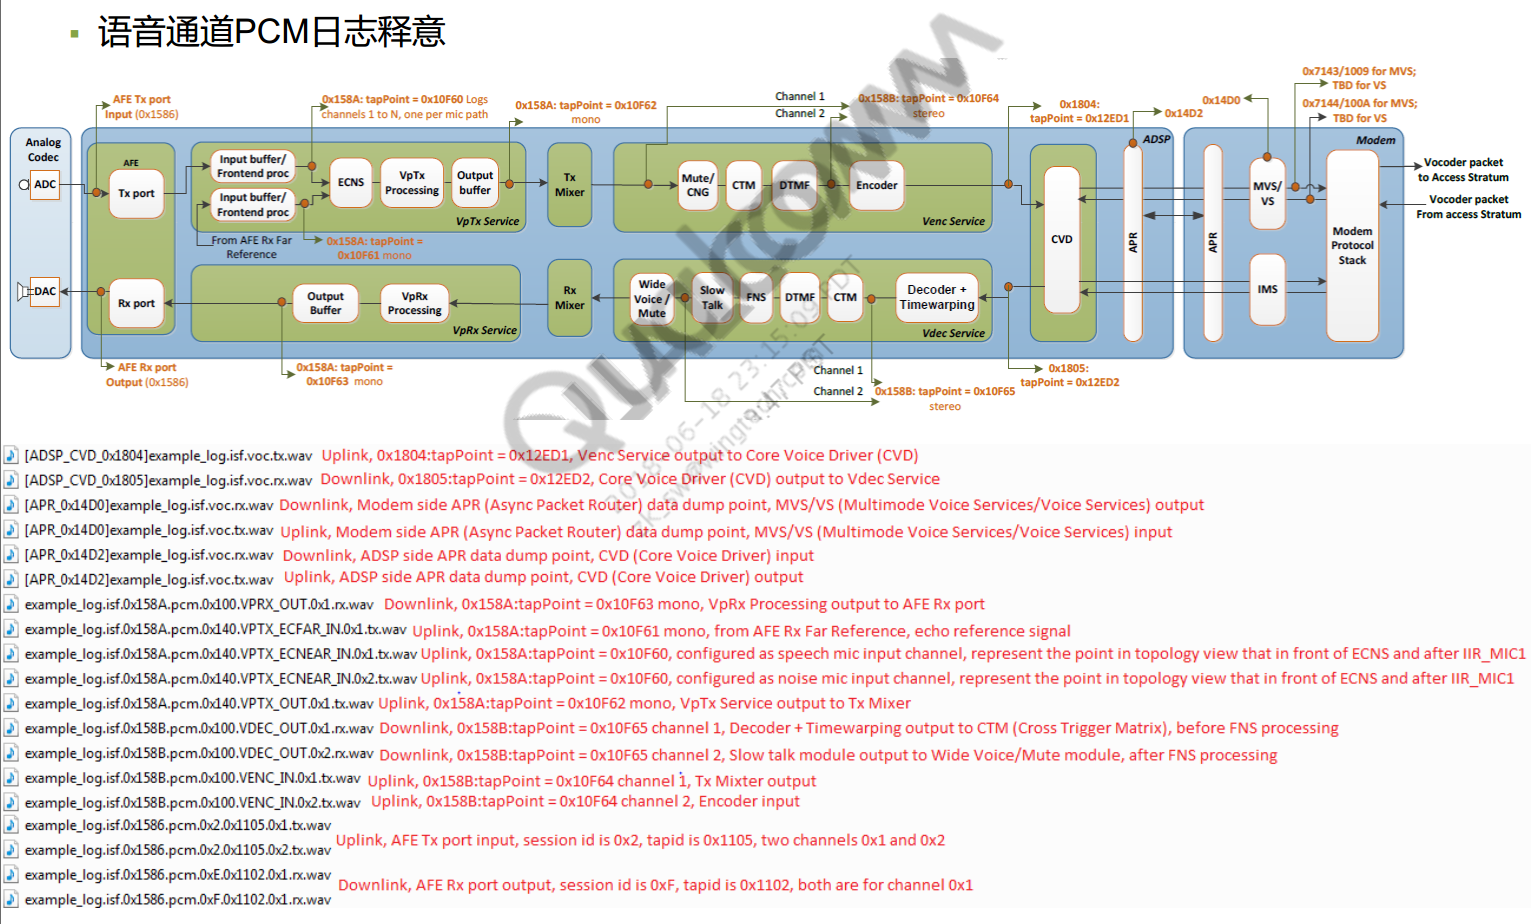 ▪ 语音通道PCM日志释意
AFE Tx port
Input (0x1586)
0x158A: tapPoint = 0x10F60 Logs
channels 1 to N, one per mic path
0x158A: tapPoint = 0x10F62
mono
Channel 1
Channel 2
0x158B: tapPoint = 0x10F64
stereo
0x1804:
tapPoint = 0x12ED1
0x14D2
0x14D0
0x7143/1009 for MVS;
TBD for VS
0x7144/100A for MVS;
TBD for VS
Analog
Codec
ADC
DAC
AFE
Tx port
Rx port
Input buffer/
Frontend proc
Input buffer/
Frontend proc
ECNS
VpTx
Processing
Output
buffer
VpTx Service
From AFE Rx Far
Reference
0x158A: tapPoint =
0x10F61 mono
Tx
Mixer
Mute/
CNG
CTM
DTMF
Encoder
Venc Service
CVD
ADSP
APR
APR
Modem
MVS/
VS
IMS
Modem
Protocol
Stack
Vocoder packet
to Access Stratum
Vocoder packet
From access Stratum
Output
Buffer
VpRx
Processing
VpRx Service
Rx
Mixer
Wide
Voice /
Mute
Slow
Talk
FNS
DTMF
CTM
Decoder +
Timewarping
Vdec Service
AFE Rx port
Output (0x1586)
0x158A: tapPoint =
0x10F63 mono
Channel 1
Channel 2
0x158B: tapPoint = 0x10F65
stereo
0x1805:
tapPoint = 0x12ED2
[ADSP_CVD_0x1804]example_log.isf.voc.tx.wav Uplink, 0x1804:tapPoint = 0x12ED1, Venc Service output to Core Voice Driver (CVD)
[ADSP_CVD_0x1805]example_log.isf.voc.rx.wav Downlink, 0x1805:tapPoint = 0x12ED2, Core Voice Driver (CVD) output to Vdec Service
[APR_0x14D0]example_log.isf.voc.rx.wav Downlink, Modem side APR (Async Packet Router) data dump point, MVS/VS (Multimode Voice Services/Voice Services) output
[APR_0x14D0]example_log.isf.voc.tx.wav Uplink, Modem side APR (Async Packet Router) data dump point, MVS/VS (Multimode Voice Services/Voice Services) input
[APR_0x14D2]example_log.isf.voc.rx.wav Downlink, ADSP side APR data dump point, CVD (Core Voice Driver) input
[APR_0x14D2]example_log.isf.voc.tx.wav Uplink, ADSP side APR data dump point, CVD (Core Voice Driver) output
example_log.isf.0x158A.pcm.0x100.VPRX_OUT.0x1.rx.wav Downlink, 0x158A:tapPoint = 0x10F63 mono, VpRx Processing output to AFE Rx port
example_log.isf.0x158A.pcm.0x140.VPTX_ECFAR_IN.0x1.tx.wav Uplink, 0x158A:tapPoint = 0x10F61 mono, from AFE Rx Far Reference, echo reference signal
example_log.isf.0x158A.pcm.0x140.VPTX_ECNEAR_IN.0x1.tx.wav Uplink, 0x158A:tapPoint = 0x10F60, configured as speech mic input channel, represent the point in topology view that in front of ECNS and after IIR_MIC1
example_log.isf.0x158A.pcm.0x140.VPTX_ECNEAR_IN.0x2.tx.wav Uplink, 0x158A:tapPoint = 0x10F60, configured as noise mic input channel, represent the point in topology view that in front of ECNS and after IIR_MIC1
example_log.isf.0x158A.pcm.0x140.VPTX_OUT.0x1.tx.wav Uplink, 0x158A:tapPoint = 0x10F62 mono, VpTx Service output to Tx Mixer
example_log.isf.0x158B.pcm.0x100.VDEC_OUT.0x1.rx.wav Downlink, 0x158B:tapPoint = 0x10F65 channel 1, Decoder + Timewarping output to CTM (Cross Trigger Matrix), before FNS processing
example_log.isf.0x158B.pcm.0x100.VDEC_OUT.0x2.rx.wav Downlink, 0x158B:tapPoint = 0x10F65 channel 2, Slow talk module output to Wide Voice/Mute module, after FNS processing
example_log.isf.0x158B.pcm.0x100.VENC_IN.0x1.tx.wav Uplink, 0x158B:tapPoint = 0x10F64 channel 1, Tx Mixter output
example_log.isf.0x158B.pcm.0x100.VENC_IN.0x2.tx.wav Uplink, 0x158B:tapPoint = 0x10F64 channel 2, Encoder input
example_log.isf.0x1586.pcm.0x2.0x1105.0x1.tx.wav
example_log.isf.0x1586.pcm.0x2.0x1105.0x2.tx.wav
Uplink, AFE Tx port input, session id is 0x2, tapid is 0x1105, two channels 0x1 and 0x2
example_log.isf.0x1586.pcm.0xE.0x1102.0x1.rx.wav
example_log.isf.0x1586.pcm.0xF.0x1102.0x1.rx.wav
Downlink, AFE Rx port output, session id is 0xF, tapid is 0x1102, both are for channel 0x1